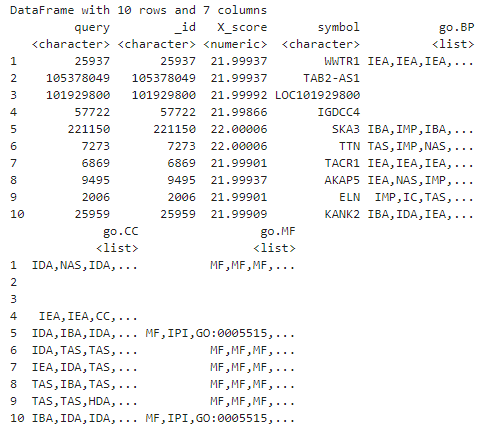 DataFrame with 10 rows and 7 columns
         query         _id   X_score       symbol           go.BP
   <character> <character> <numeric>  <character>          <list>
1        25937       25937  21.99937        WWTR1 IEA,IEA,IEA,...
2    105378049   105378049  21.99937     TAB2-AS1
3    101929800   101929800  21.99992 LOC101929800
4        57722       57722  21.99866       IGDCC4
5       221150      221150  22.00006         SKA3 IBA,IMP,IBA,...
6         7273        7273  22.00006          TTN TAS,IMP,NAS,...
7         6869        6869  21.99901        TACR1 IEA,IEA,IEA,...
8         9495        9495  21.99937        AKAP5 IEA,NAS,IMP,...
9         2006        2006  21.99901          ELN  IMP,IC,TAS,...
10       25959       25959  21.99909        KANK2 IBA,IDA,IEA,...
             go.CC                 go.MF
            <list>                <list>
1  IDA,NAS,IDA,...          MF,MF,MF,...
2
3
4   IEA,IEA,CC,...
5  IDA,IBA,IDA,... MF,IPI,GO:0005515,...
6  IDA,TAS,TAS,...          MF,MF,MF,...
7  IEA,IDA,TAS,...          MF,MF,MF,...
8  TAS,IBA,TAS,...          MF,MF,MF,...
9  TAS,TAS,HDA,...          MF,MF,MF,...
10 IBA,IDA,IDA,... MF,IPI,GO:0005515,...